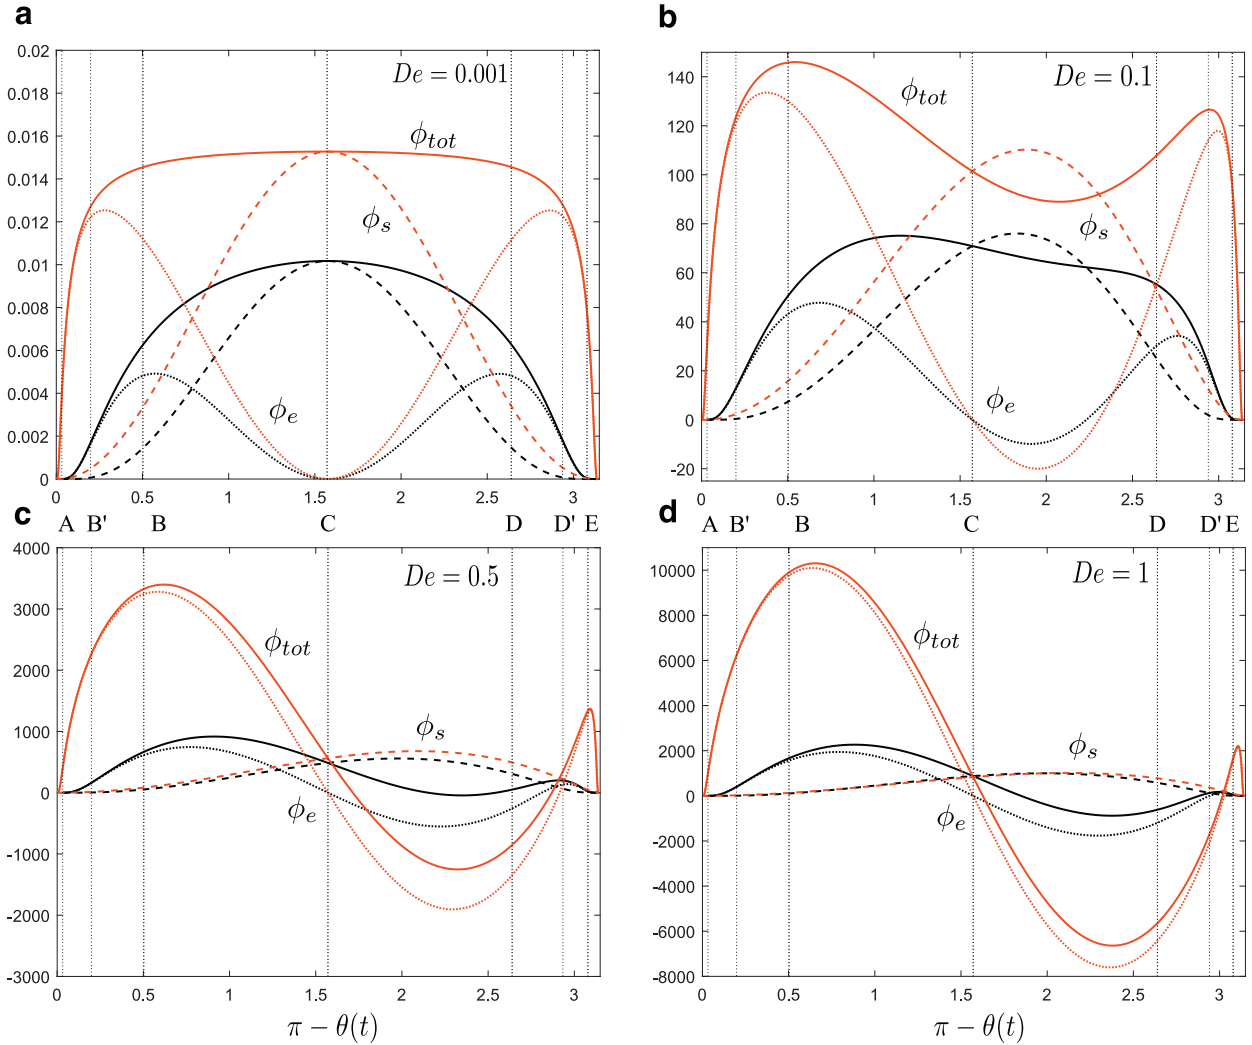 a
De = 0.001
ϕtot
ϕs
ϕe
0.02
0.018
0.016
0.014
0.012
0.01
0.008
0.006
0.004
0.002
0
0 0.5 1 1.5 2 2.5 3
b
De = 0.1
ϕtot
ϕs
ϕe
140
120
100
80
60
40
20
0
-20
0 0.5 1 1.5 2 2.5 3
A B' B C D D' E
A B' B C D D' E
c
De = 0.5
ϕtot
ϕs
ϕe
4000
3000
2000
1000
0
-1000
-2000
-3000
0 0.5 1 1.5 2 2.5 3
π − θ(t)
d
De = 1
ϕtot
ϕs
ϕe
10000
8000
6000
4000
2000
0
-2000
-4000
-6000
-8000
0 0.5 1 1.5 2 2.5 3
π − θ(t)